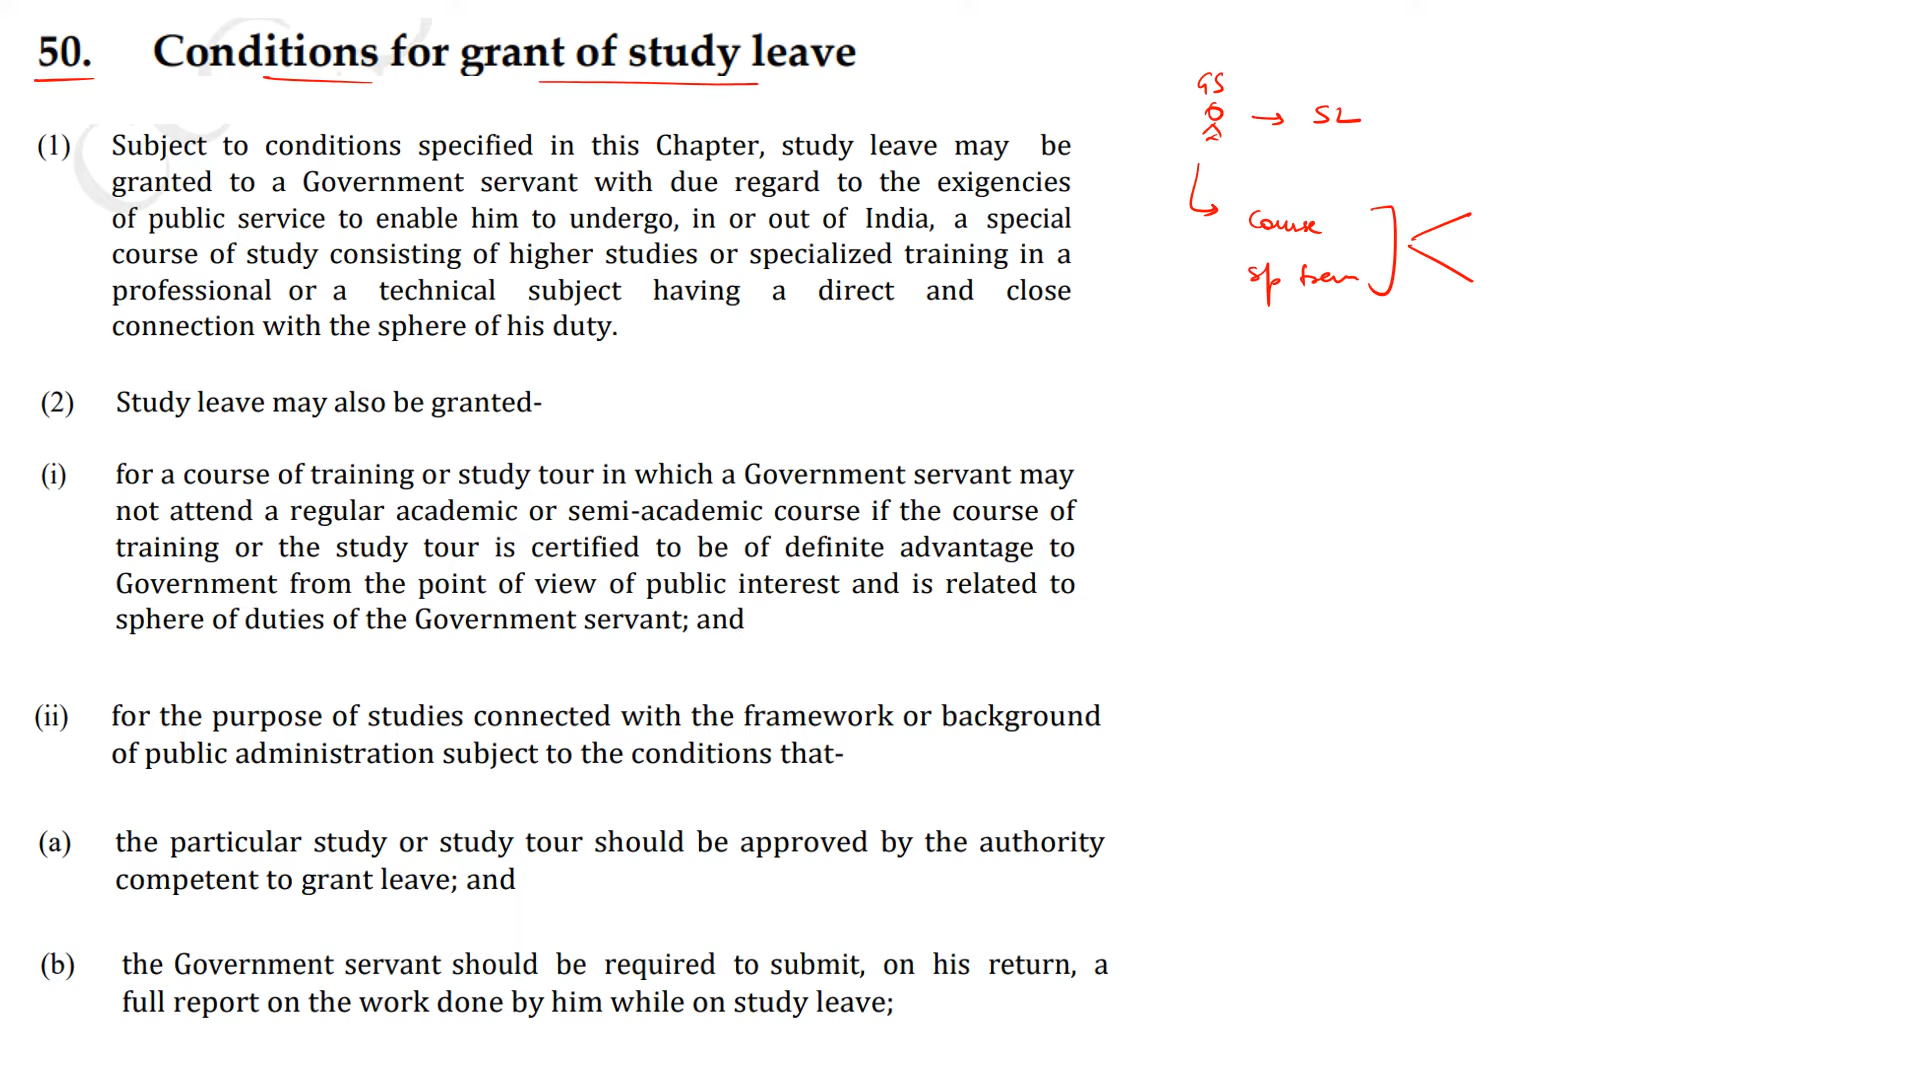 50. Conditions for grant of study leave
(1) Subject to conditions specified in this Chapter, study leave may be
granted to a Government servant with due regard to the exigencies
of public service to enable him to undergo, in or out of India, a special
course of study consisting of higher studies or specialized training in a
professional or a technical subject having a direct and close
connection with the sphere of his duty.
(2) Study leave may also be granted-
(i) for a course of training or study tour in which a Government servant may
not attend a regular academic or semi-academic course if the course of
training or the study tour is certified to be of definite advantage to
Government from the point of view of public interest and is related to
sphere of duties of the Government servant; and
(ii) for the purpose of studies connected with the framework or background
of public administration subject to the conditions that-
(a) the particular study or study tour should be approved by the authority
competent to grant leave; and
(b) the Government servant should be required to submit, on his return, a
full report on the work done by him while on study leave;
GS
→ SL
Course
sp